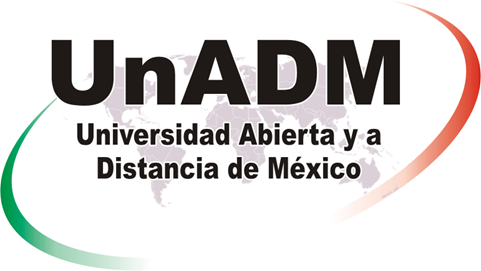 UnADM
Universidad Abierta y a
Distancia de México